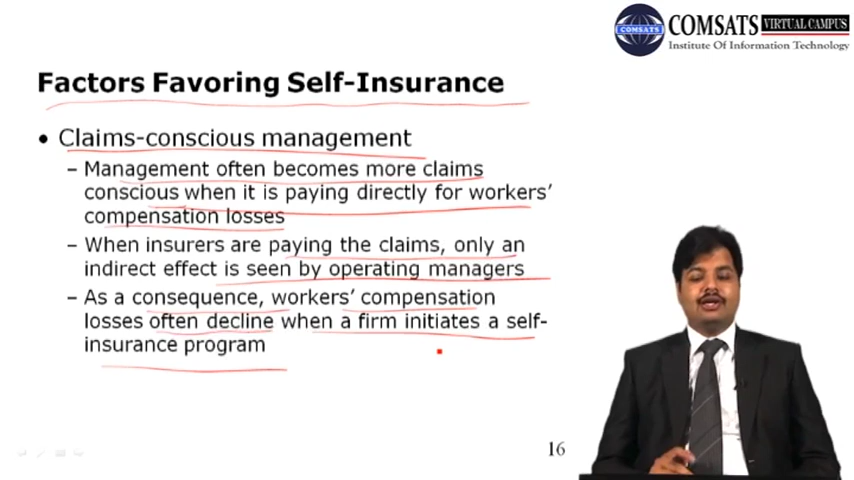 COMSATS VIRTUAL CAMPUS
COMSATS
Institute Of Information Technology
Factors Favoring Self-Insurance
• Claims-conscious management
– Management often becomes more claims
conscious when it is paying directly for workers’
compensation losses
– When insurers are paying the claims, only an
indirect effect is seen by operating managers
– As a consequence, workers’ compensation
losses often decline when a firm initiates a self-
insurance program
16